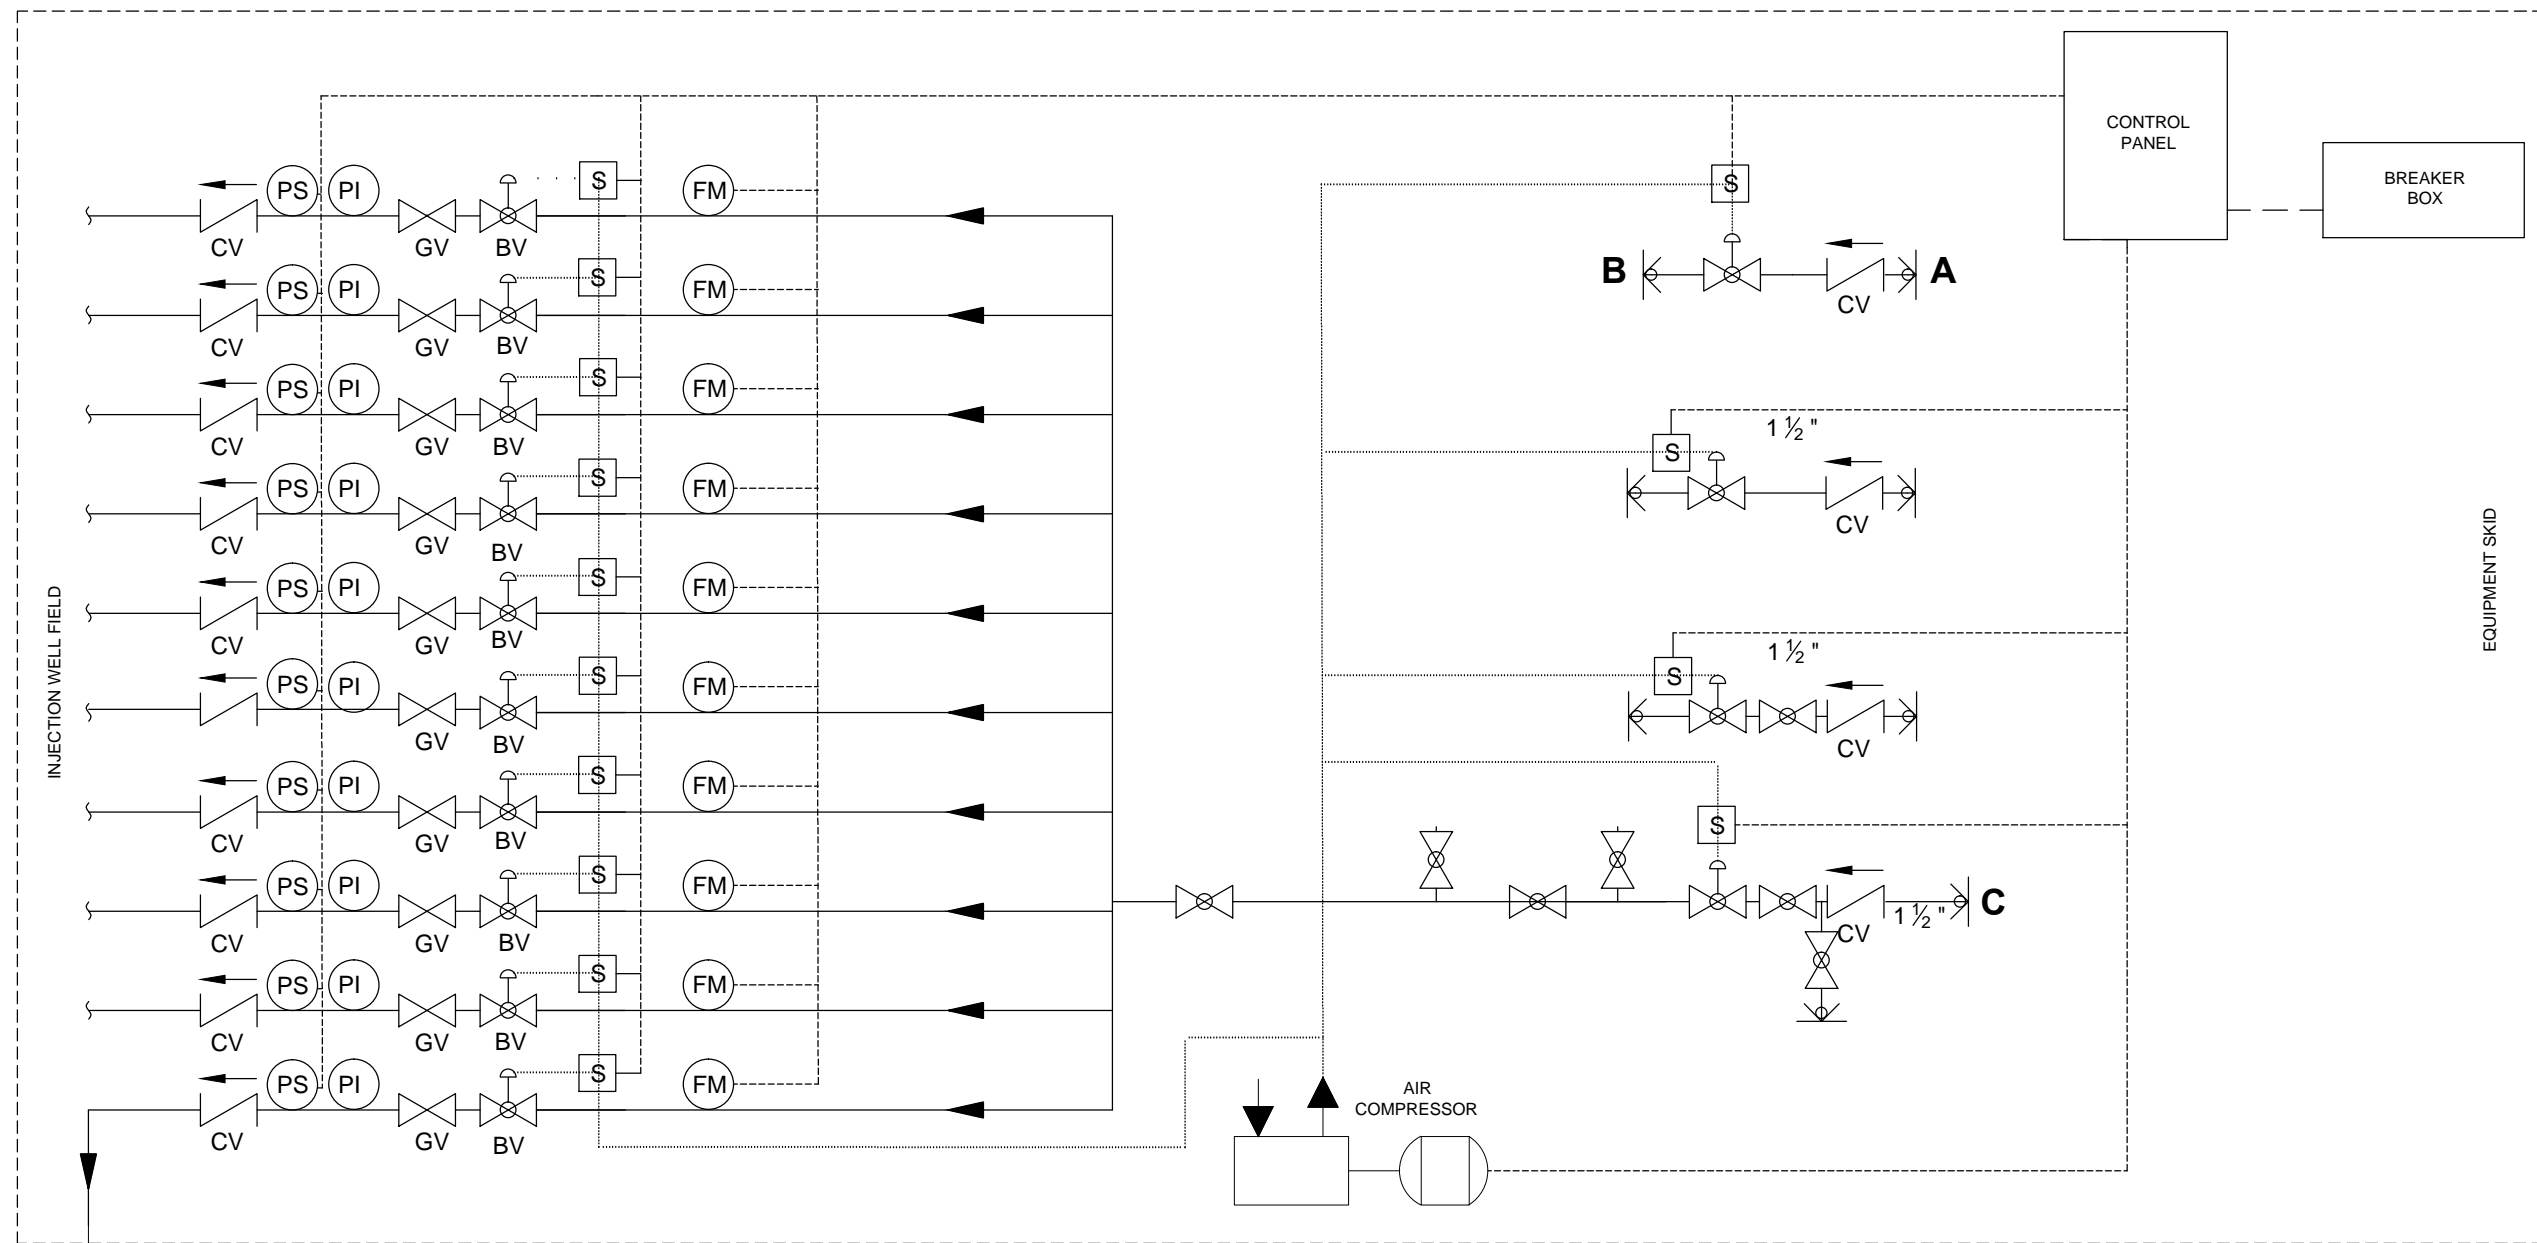 CONTROL
PANEL
BREAKER
BOX
PS PI S FM S
CV GV BV
B A
CV
PS PI S FM
CV GV BV
PS PI S FM
CV GV BV
1 ½ "
S
CV
PS PI S FM
CV GV BV
PS PI S FM
CV GV BV
EQUIPMENT SKID
INJECTION WELL FIELD
PS PI S FM
GV BV
1 ½ "
S
CV
PS PI S FM
CV GV BV
S
PS PI S FM
CV GV BV
C
1 ½ "
CV
PS PI S FM
CV GV BV
PS PI S FM
CV GV BV
AIR
COMPRESSOR